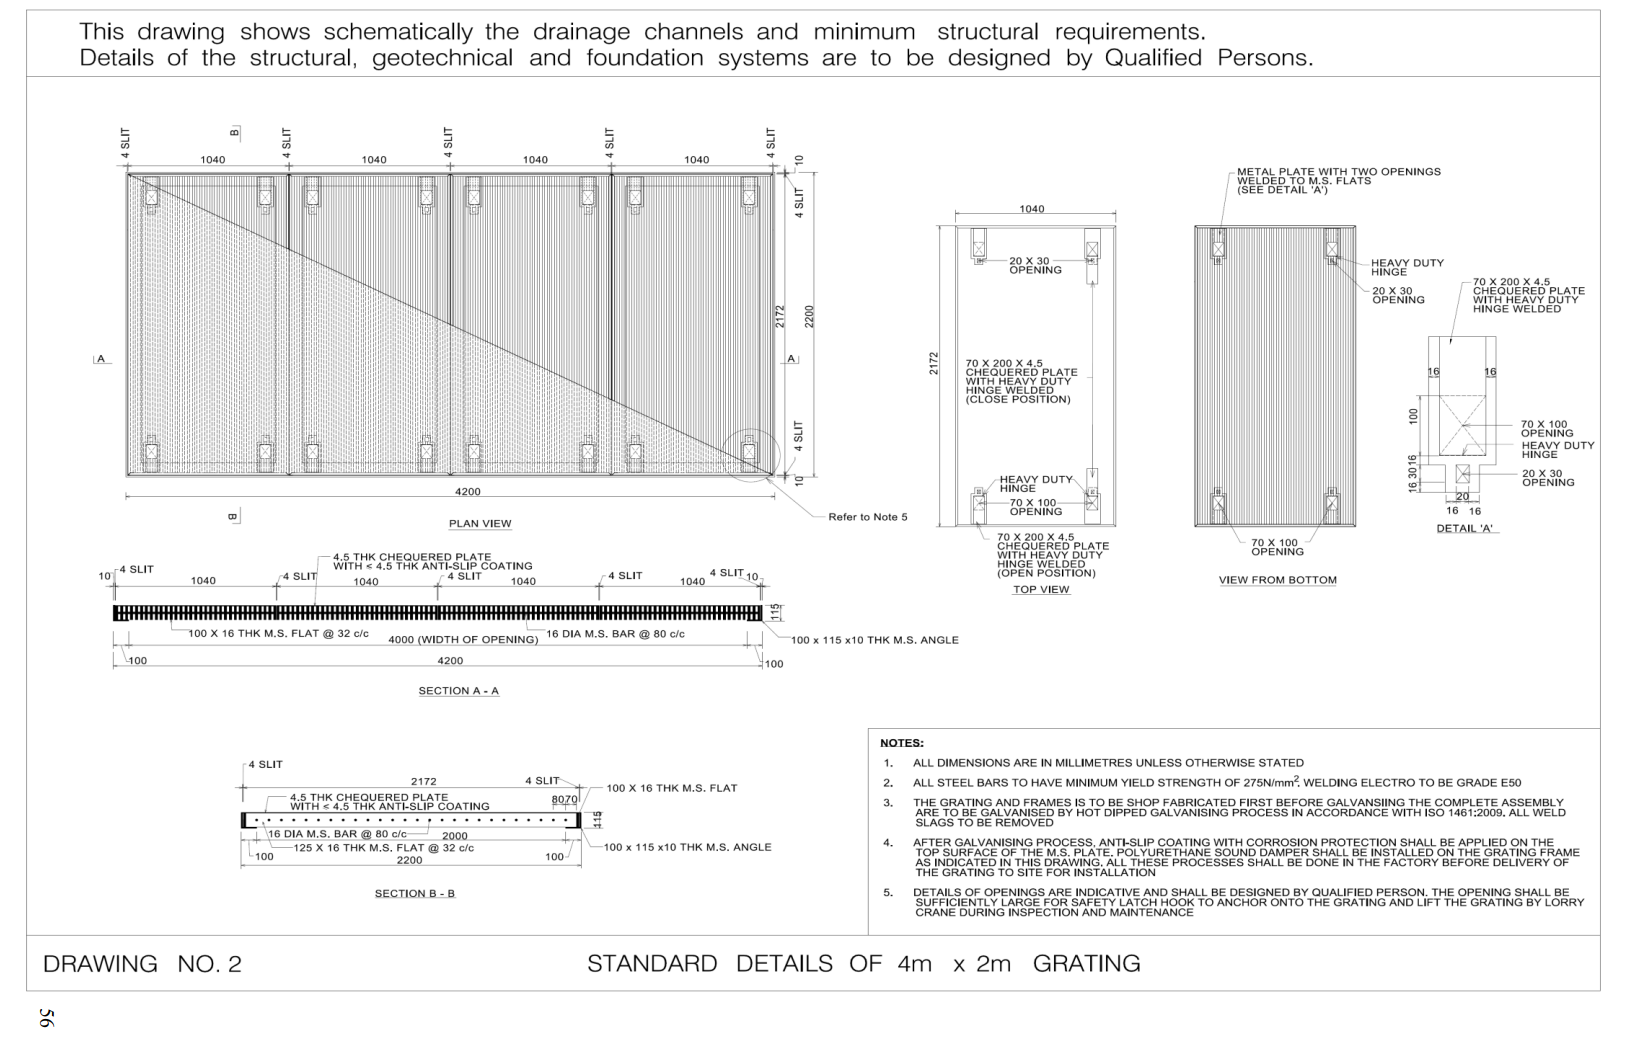 This drawing shows schematically the drainage channels and minimum structural requirements.
Details of the structural, geotechnical and foundation systems are to be designed by Qualified Persons.
4 SLIT
B
4 SLIT
4 SLIT
4 SLIT
4 SLIT
1040
1040
1040
1040
10
4 SLIT
2172
2200
A
A
4 SLIT
10
4200
B
PLAN VIEW
Refer to Note 5
1040
20 X 30
OPENING
2172
70 X 200 X 4.5
CHEQUERED PLATE
WITH HEAVY DUTY
HINGE WELDED
(CLOSE POSITION)
HEAVY DUTY
HINGE
70 X 100
OPENING
70 X 200 X 4.5
CHEQUERED PLATE
WITH HEAVY DUTY
HINGE WELDED
(OPEN POSITION)
TOP VIEW
METAL PLATE WITH TWO OPENINGS
WELDED TO M.S. FLATS
(SEE DETAIL 'A')
HEAVY DUTY
HINGE
20 X 30
OPENING
70 X 100
OPENING
VIEW FROM BOTTOM
70 X 200 X 4.5
CHEQUERED PLATE
WITH HEAVY DUTY
HINGE WELDED
16
16
100
16
30
16
70 X 100
OPENING
HEAVY DUTY
HINGE
20 X 30
OPENING
20
16 16
DETAIL 'A'
4.5 THK CHEQUERED PLATE
WITH ≤ 4.5 THK ANTI-SLIP COATING
10
4 SLIT
1040
4 SLIT
1040
4 SLIT
1040
4 SLIT
1040
4 SLIT
10
115
100 X 16 THK M.S. FLAT @ 32 c/c
4000 (WIDTH OF OPENING)
16 DIA M.S. BAR @ 80 c/c
100 x 115 x10 THK M.S. ANGLE
100
4200
100
SECTION A - A
4 SLIT
2172
4 SLIT
100 X 16 THK M.S. FLAT
4.5 THK CHEQUERED PLATE
WITH ≤ 4.5 THK ANTI-SLIP COATING
80 70
115
16 DIA M.S. BAR @ 80 c/c
2000
125 X 16 THK M.S. FLAT @ 32 c/c
100 x 115 x10 THK M.S. ANGLE
100
2200
100
SECTION B - B
NOTES:
1. ALL DIMENSIONS ARE IN MILLIMETRES UNLESS OTHERWISE STATED
2. ALL STEEL BARS TO HAVE MINIMUM YIELD STRENGTH OF 275N/mm². WELDING ELECTRO TO BE GRADE E50
3. THE GRATING AND FRAMES IS TO BE SHOP FABRICATED FIRST BEFORE GALVANSIING THE COMPLETE ASSEMBLY
ARE TO BE GALVANISED BY HOT DIPPED GALVANISING PROCESS IN ACCORDANCE WITH ISO 1461:2009. ALL WELD
SLAGS TO BE REMOVED
4. AFTER GALVANISING PROCESS, ANTI-SLIP COATING WITH CORROSION PROTECTION SHALL BE APPLIED ON THE
TOP SURFACE OF THE M.S. PLATE. POLYURETHANE SOUND DAMPER SHALL BE INSTALLED ON THE GRATING FRAME
AS INDICATED IN THIS DRAWING. ALL THESE PROCESSES SHALL BE DONE IN THE FACTORY BEFORE DELIVERY OF
THE GRATING TO SITE FOR INSTALLATION
5. DETAILS OF OPENINGS ARE INDICATIVE AND SHALL BE DESIGNED BY QUALIFIED PERSON. THE OPENING SHALL BE
SUFFICIENTLY LARGE FOR SAFETY LATCH HOOK TO ANCHOR ONTO THE GRATING AND LIFT THE GRATING BY LORRY
CRANE DURING INSPECTION AND MAINTENANCE
DRAWING NO. 2
STANDARD DETAILS OF 4m x 2m GRATING
56